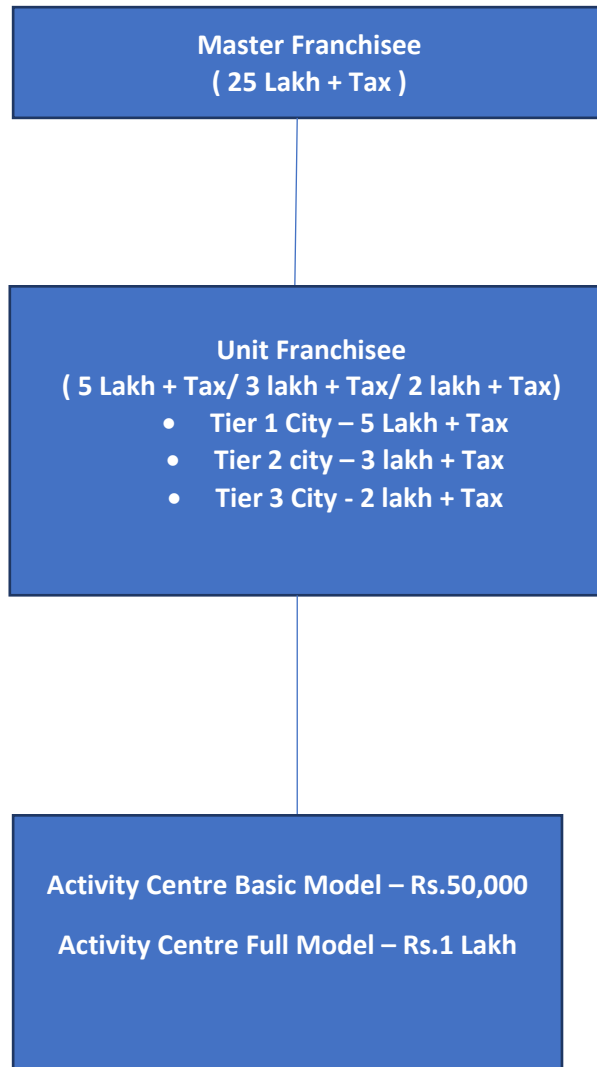 Master Franchisee
( 25 Lakh + Tax )
Unit Franchisee
( 5 Lakh + Tax/ 3 lakh + Tax/ 2 lakh + Tax)
• Tier 1 City – 5 Lakh + Tax
• Tier 2 city – 3 lakh + Tax
• Tier 3 City - 2 lakh + Tax
Activity Centre Basic Model – Rs.50,000
Activity Centre Full Model – Rs.1 Lakh